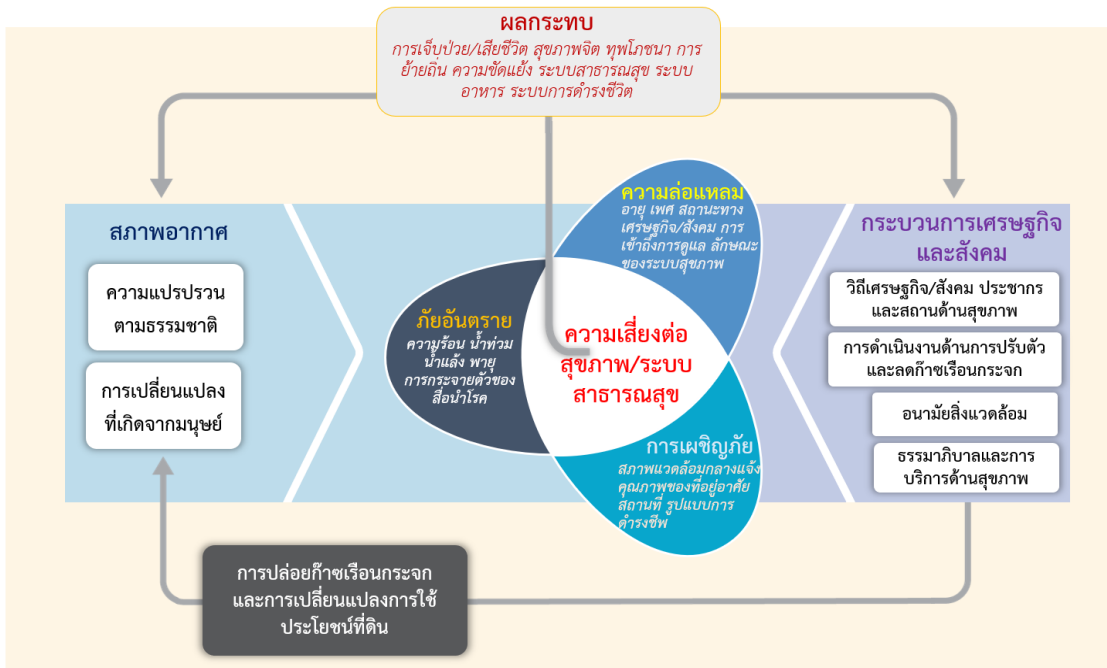 ผลกระทบ
การเจ็บป่วย/เสียชีวิต สุขภาพจิต ทุพโภชนา การ
ย้ายถิ่น ความขัดแย้ง ระบบสาธารณสุข ระบบ
อาหาร ระบบการดำรงชีวิต
สภาพอากาศ
ความแปรปรวน
ตามธรรมชาติ
การเปลี่ยนแปลง
ที่เกิดจากมนุษย์
ภัยอันตราย
ความร้อน น้ำท่วม
น้ำแล้ง พายุ
การกระจายตัวของ
สื่อนำโรค
ความล่อแหลม
อายุ เพศ สถานะทาง
เศรษฐกิจ/สังคม การ
เข้าถึงการดูแล ลักษณะ
ของระบบสุขภาพ
ความเสี่ยงต่อ
สุขภาพ/ระบบ
สาธารณสุข
การเผชิญภัย
สภาพแวดล้อมกลางแจ้ง
คุณภาพของที่อยู่อาศัย
สถานที่ รูปแบบการ
ดำรงชีพ
กระบวนการเศรษฐกิจ
และสังคม
วิถีเศรษฐกิจ/สังคม ประชากร
และสถานด้านสุขภาพ
การดำเนินงานด้านการปรับตัว
และลดก๊าซเรือนกระจก
อนามัยสิ่งแวดล้อม
ธรรมาภิบาลและการ
บริการด้านสุขภาพ
การปล่อยก๊าซเรือนกระจก
และการเปลี่ยนแปลงการใช้
ประโยชน์ที่ดิน